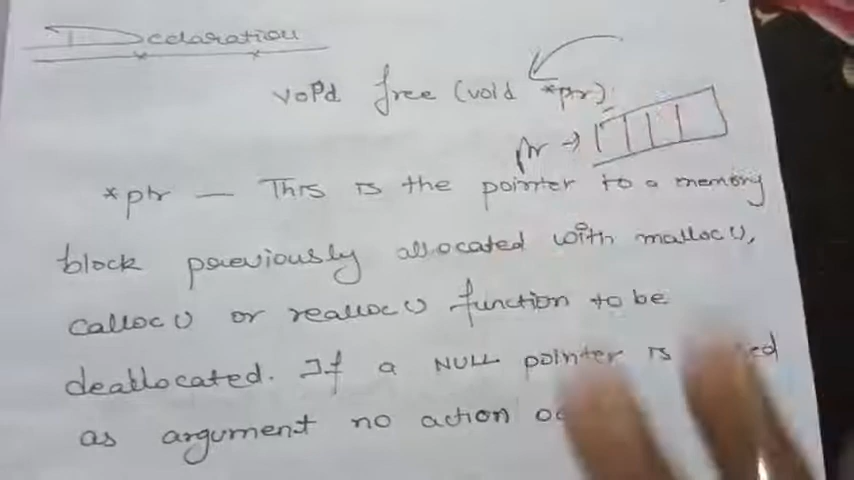 Declaration
void free (void *ptr);
ptr →
*ptr — This is the pointer to a memory
block previously allocated with malloc(),
calloc() or realloc() function to be
deallocated. If a NULL pointer is
as argument no action